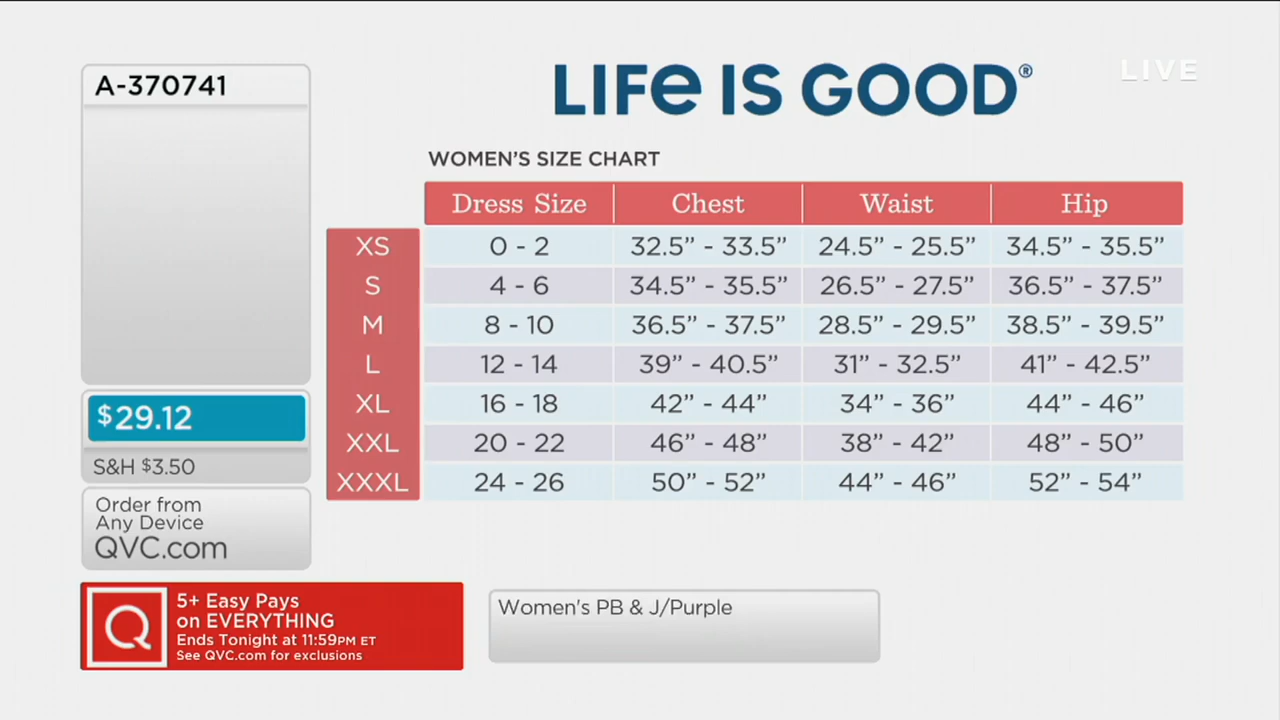 A-370741
LIFe IS GOOD®
LIVE
WOMEN'S SIZE CHART
Dress Size Chest Waist Hip
XS 0 - 2 32.5” - 33.5” 24.5” - 25.5” 34.5” - 35.5”
S 4 - 6 34.5” - 35.5” 26.5” - 27.5” 36.5” - 37.5”
M 8 - 10 36.5” - 37.5” 28.5” - 29.5” 38.5” - 39.5”
L 12 - 14 39” - 40.5” 31” - 32.5” 41” - 42.5”
XL 16 - 18 42” - 44” 34” - 36” 44” - 46”
XXL 20 - 22 46” - 48” 38” - 42” 48” - 50”
XXXL 24 - 26 50” - 52” 44” - 46” 52” - 54”
$29.12
S&H $3.50
Order from
Any Device
QVC.com
Q
5+ Easy Pays
on EVERYTHING
Ends Tonight at 11:59PM ET
See QVC.com for exclusions
Women's PB & J/Purple